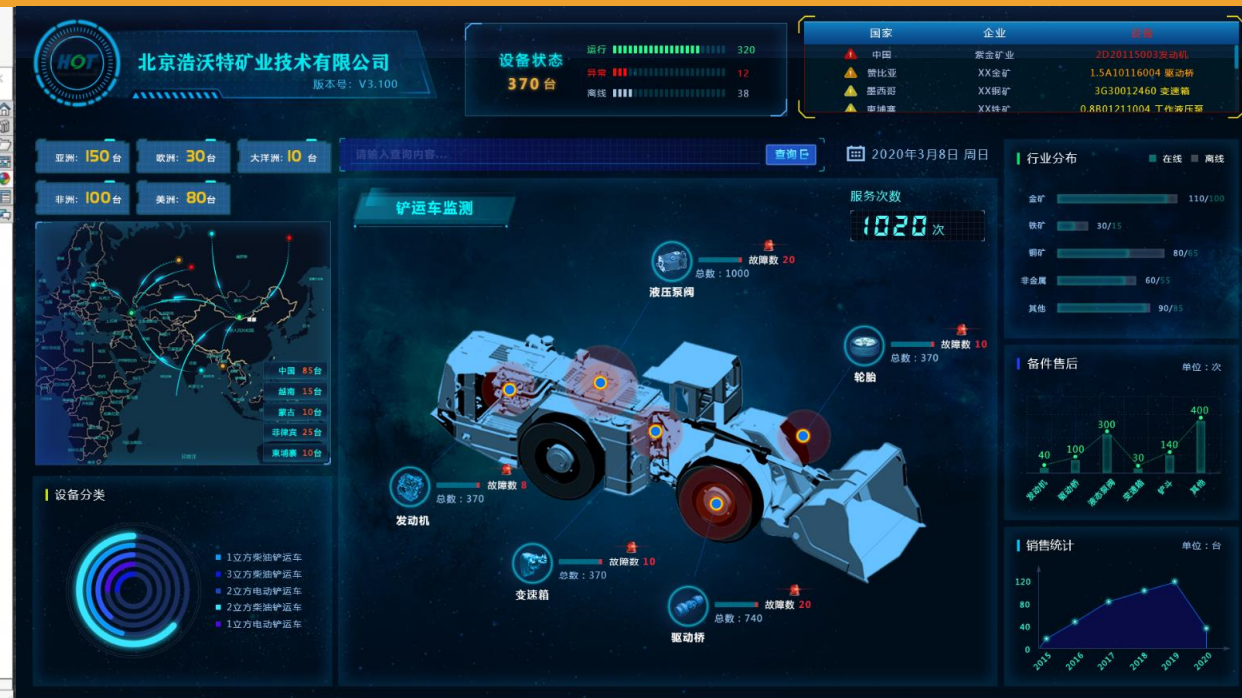 HOT
北京浩沃特矿业技术有限公司
版本号：V3.100
设备状态
370台
运行 320
异常 12
离线 38
国家 企业
中国 紫金矿业 2D20115003发动机
赞比亚 XX金矿 1.5A10116004 驱动桥
墨西哥 XX铜矿 3G30012460 变速箱
柬埔寨 XX铁矿 0.8B01211004 工作液压泵
亚洲：150台
欧洲：30台
大洋洲：10台
非洲：100台
美洲：80台
请输入查询内容...
查询
2020年3月8日 周日
中国 85台
越南 15台
蒙古 10台
菲律宾 25台
柬埔寨 10台
设备分类
1立方柴油铲运车
3立方柴油铲运车
2立方电动铲运车
2立方柴油铲运车
1立方电动铲运车
铲运车监测
服务次数
1020次
故障数 20
总数：1000
液压泵阀
故障数 10
总数：370
轮胎
故障数 8
总数：370
发动机
故障数 10
总数：370
变速箱
故障数 20
总数：740
驱动桥
行业分布
在线 离线
金矿 110/100
铁矿 30/15
铜矿 80/65
非金属 60/55
其他 90/85
备件售后
单位：次
40 100 300 30 140 400
发动机 驱动桥 液态泵阀 变速箱 铲斗 其他
销售统计
单位：台
120
80
40
0
2015 2016 2017 2018 2019 2020